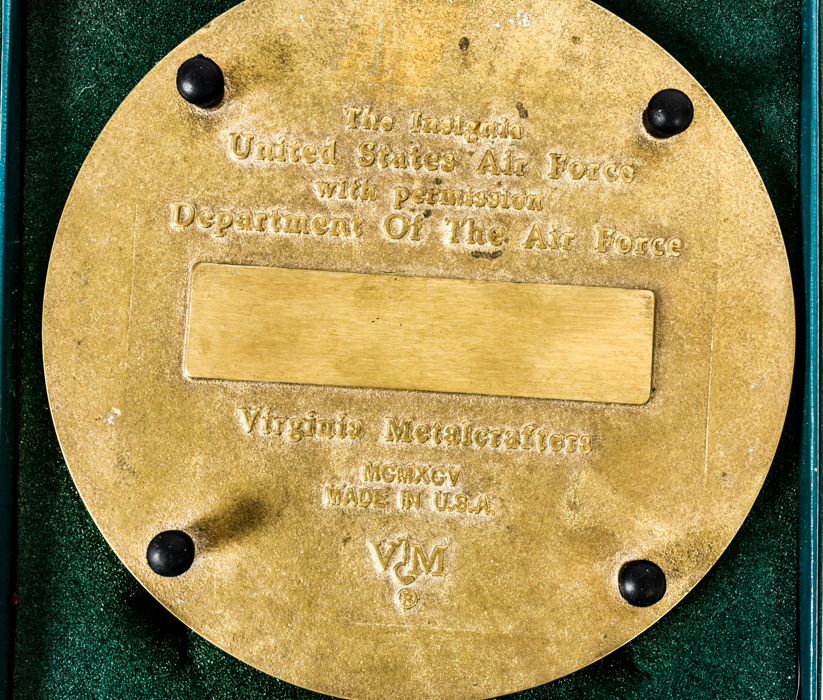 The Insignia
United States Air Force
with permission
Department Of The Air Force
Virginia Metalcrafters
MCMXCV
MADE IN U.S.A.
VM
®